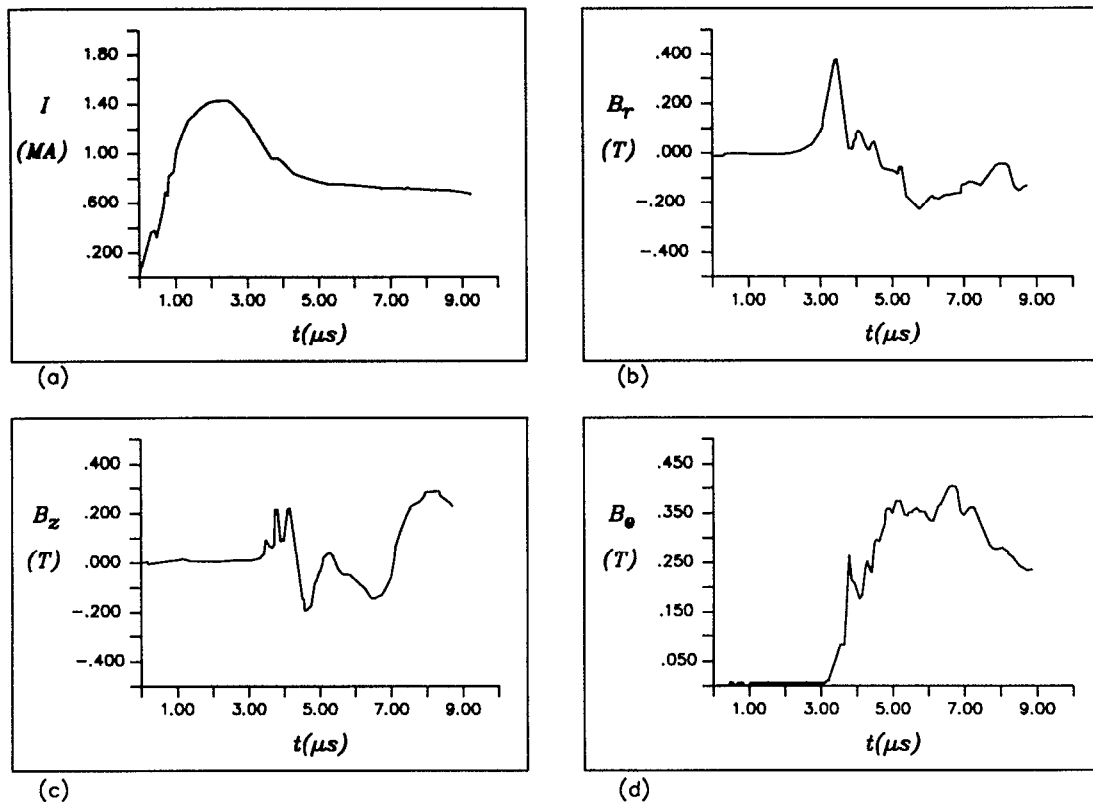 1.80
1.40
1.00
.600
.200
I
(MA)
1.00 3.00 5.00 7.00 9.00
t(μs)
(a)
.400
.200
.000
-.200
-.400
B_r
(T)
1.00 3.00 5.00 7.00 9.00
t(μs)
(b)
.400
.200
.000
-.200
-.400
B_z
(T)
1.00 3.00 5.00 7.00 9.00
t(μs)
(c)
.450
.350
.250
.150
.050
B_θ
(T)
1.00 3.00 5.00 7.00 9.00
t(μs)
(d)